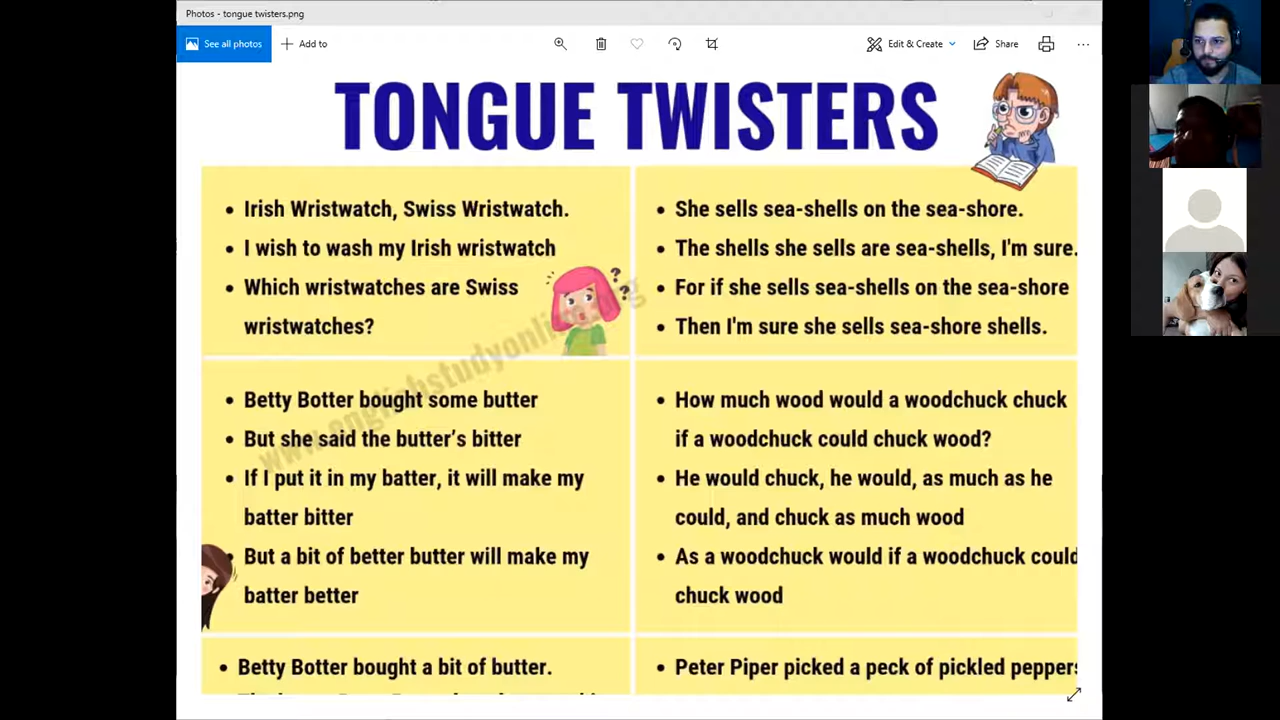 Photos - tongue twisters.png
See all photos
Add to
Edit & Create
Share
TONGUE TWISTERS
Irish Wristwatch, Swiss Wristwatch.
I wish to wash my Irish wristwatch
Which wristwatches are Swiss
wristwatches?
She sells sea-shells on the sea-shore.
The shells she sells are sea-shells, I'm sure.
For if she sells sea-shells on the sea-shore
Then I'm sure she sells sea-shore shells.
www.englishstudyonline.org
Betty Botter bought some butter
But she said the butter's bitter
If I put it in my batter, it will make my
batter bitter
But a bit of better butter will make my
batter better
How much wood would a woodchuck chuck
if a woodchuck could chuck wood?
He would chuck, he would, as much as he
could, and chuck as much wood
As a woodchuck would if a woodchuck could
chuck wood
Betty Botter bought a bit of butter.
Peter Piper picked a peck of pickled peppers